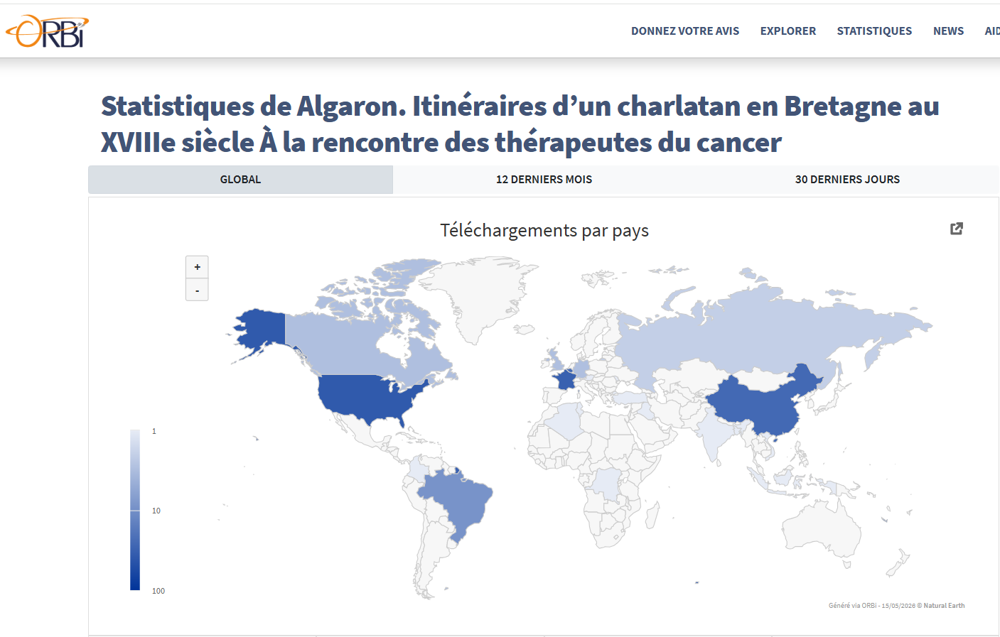 ORBi
DONNEZ VOTRE AVIS EXPLORER STATISTIQUES NEWS
Statistiques de Algaron. Itinéraires d’un charlatan en Bretagne au
XVIIIe siècle À la rencontre des thérapeutes du cancer
GLOBAL 12 DERNIERS MOIS 30 DERNIERS JOURS
Téléchargements par pays
+
-
1
10
100
Généré via ORBi - 15/05/2026 © Natural Earth